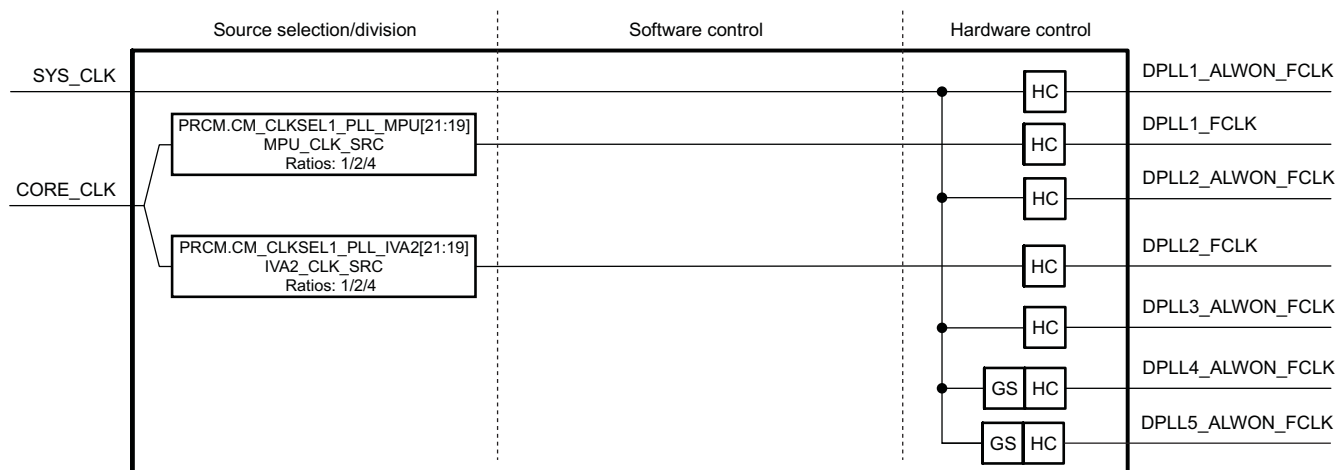 Source selection/division
Software control
Hardware control
SYS_CLK
HC
DPLL1_ALWON_FCLK
PRCM.CM_CLKSEL1_PLL_MPU[21:19]
MPU_CLK_SRC
Ratios: 1/2/4
HC
DPLL1_FCLK
CORE_CLK
HC
DPLL2_ALWON_FCLK
PRCM.CM_CLKSEL1_PLL_IVA2[21:19]
IVA2_CLK_SRC
Ratios: 1/2/4
HC
DPLL2_FCLK
HC
DPLL3_ALWON_FCLK
GS HC
DPLL4_ALWON_FCLK
GS HC
DPLL5_ALWON_FCLK